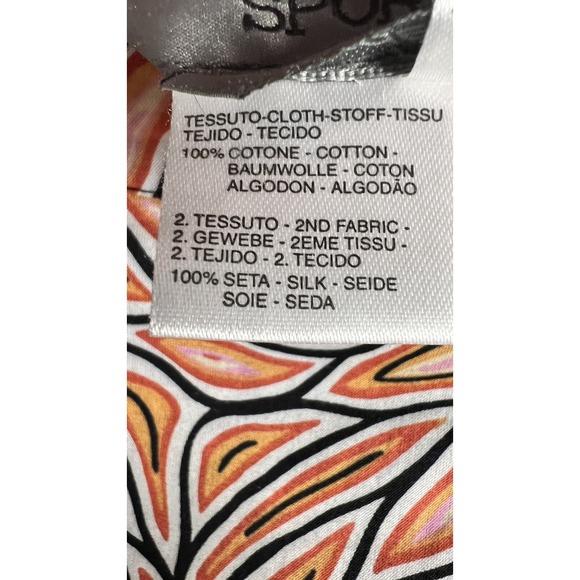 SPOR
TESSUTO-CLOTH-STOFF-TISSU
TEJIDO - TECIDO
100% COTONE - COTTON -
BAUMWOLLE - COTON
ALGODON - ALGODÃO
2. TESSUTO - 2ND FABRIC -
2. GEWEBE - 2EME TISSU -
2. TEJIDO - 2. TECIDO
100% SETA - SILK - SEIDE
SOIE - SEDA